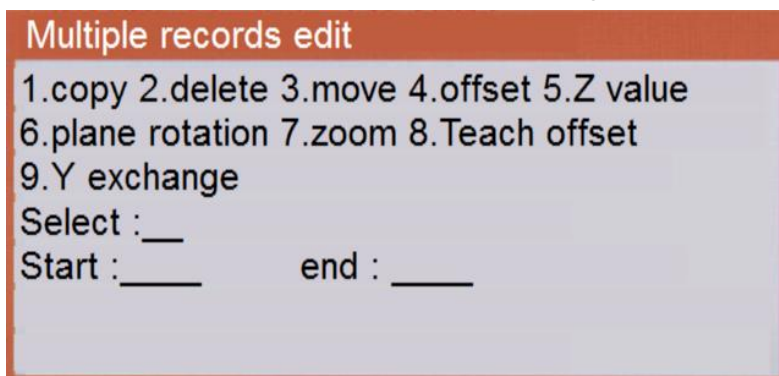 Multiple records edit
1.copy 2.delete 3.move 4.offset 5.Z value
6.plane rotation 7.zoom 8.Teach offset
9.Y exchange
Select :__
Start :____ end : ____